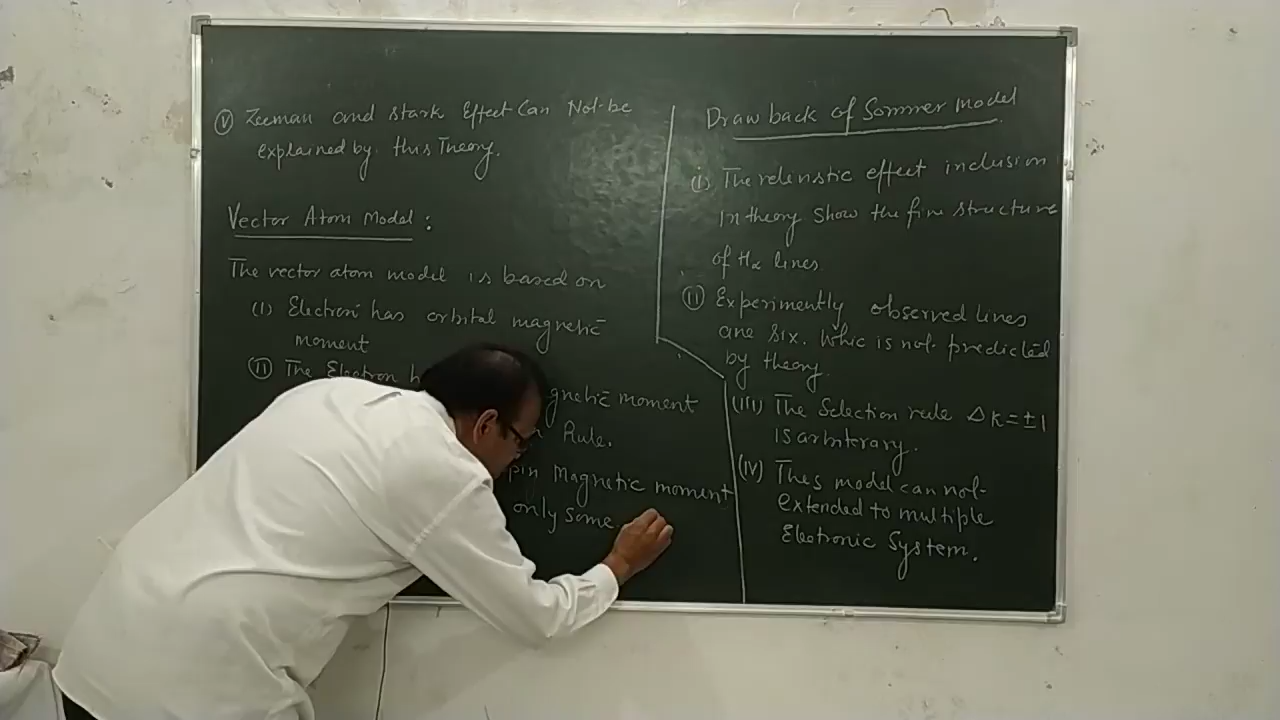 Ⓥ Zeeman and stark Effect Can Not be
explained by this Theory.
Vector Atom Model:
The vector atom model is based on
(I) Electron has orbital magnetic
moment
Ⅱ The Electron h
gnetic moment
Rule.
pin Magnetic moment
only some
Draw back of Sommer model
(i) The relinistic effect inclusion
In theory show the fine structure
of Hα lines
Ⅱ Experimently observed lines
are six. Whic is not predicted
by theory.
(III) The Selection rule Δk=±1
is arbiterary.
(IV) Thes model can not
extended to multiple
Electronic System.